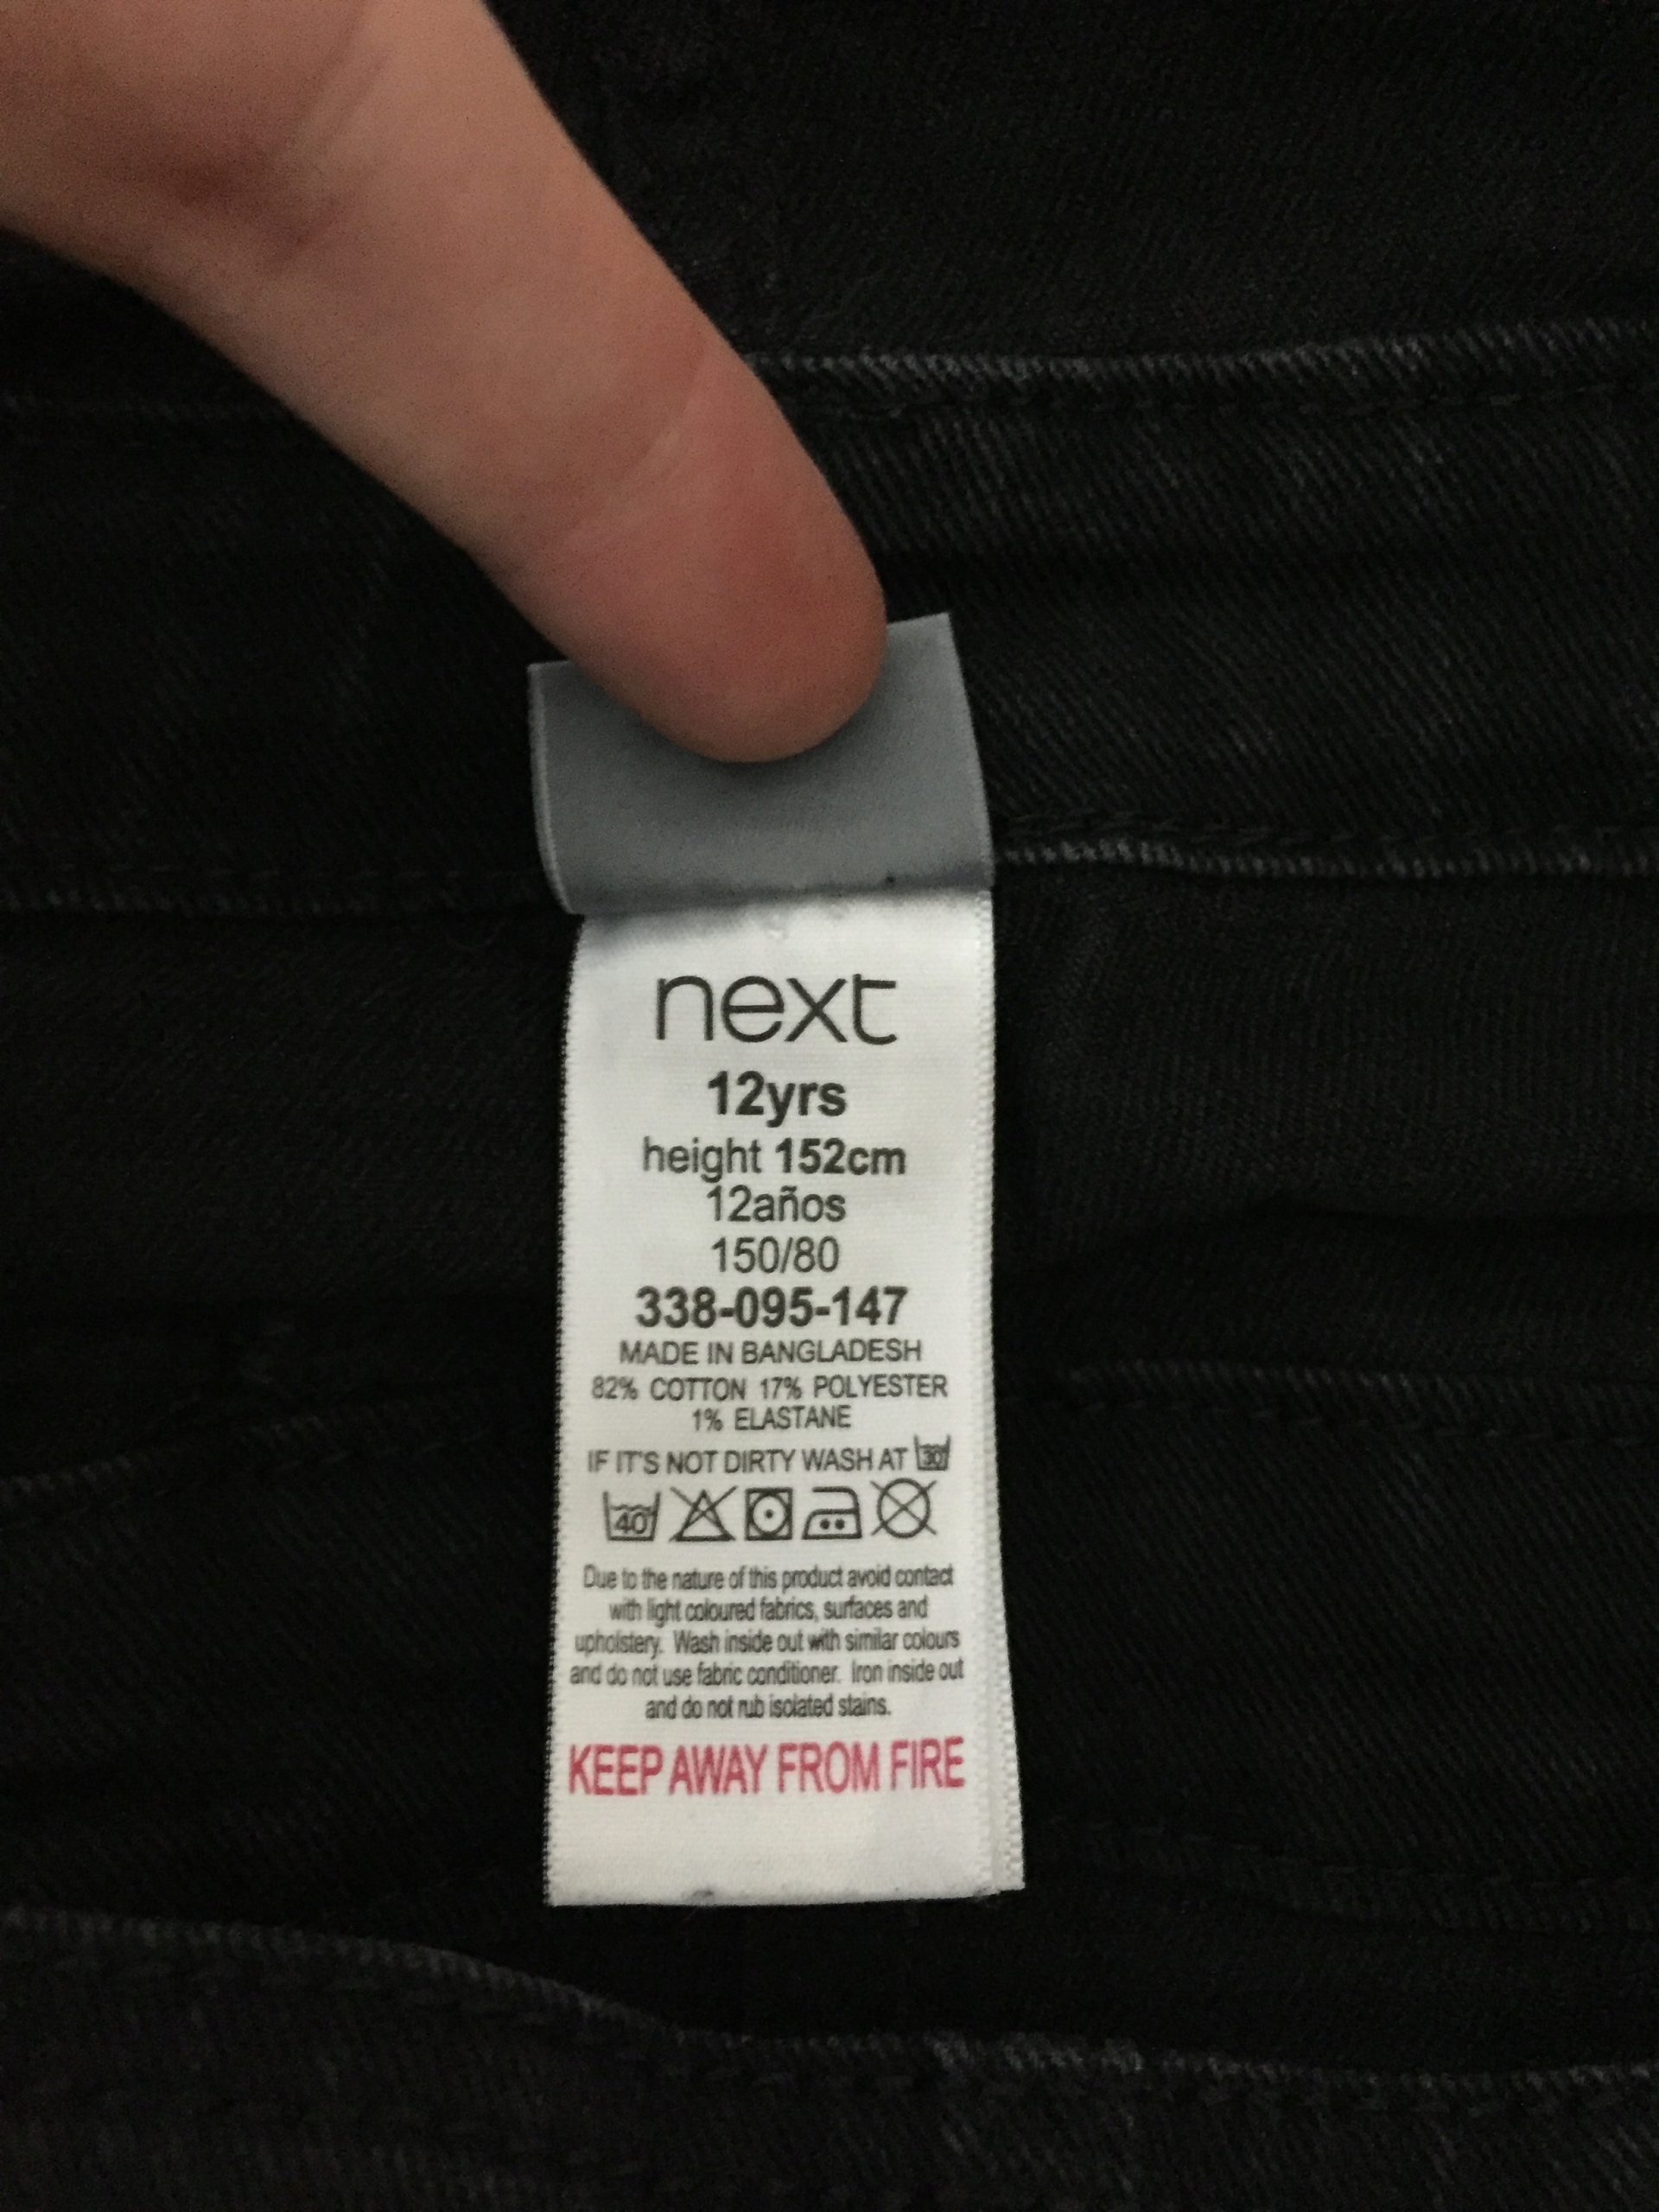 next
12yrs
height 152cm
12años
150/80
338-095-147
MADE IN BANGLADESH
82% COTTON 17% POLYESTER
1% ELASTANE
IF IT'S NOT DIRTY WASH AT 30
40
Due to the nature of this product avoid contact
with light coloured fabrics, surfaces and
upholstery. Wash inside out with similar colours
and do not use fabric conditioner. Iron inside out
and do not rub isolated stains.
KEEP AWAY FROM FIRE